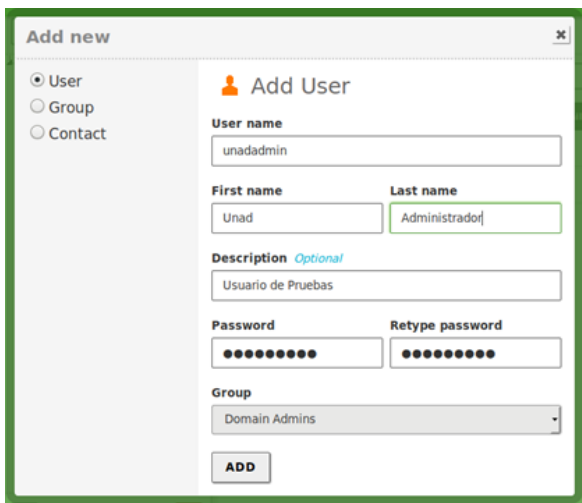 Add new
User
Group
Contact
Add User
User name
unadadmin
First name Last name
Unad Administrador
Description Optional
Usuario de Pruebas
Password Retype password
●●●●●●●●● ●●●●●●●●●
Group
Domain Admins
ADD